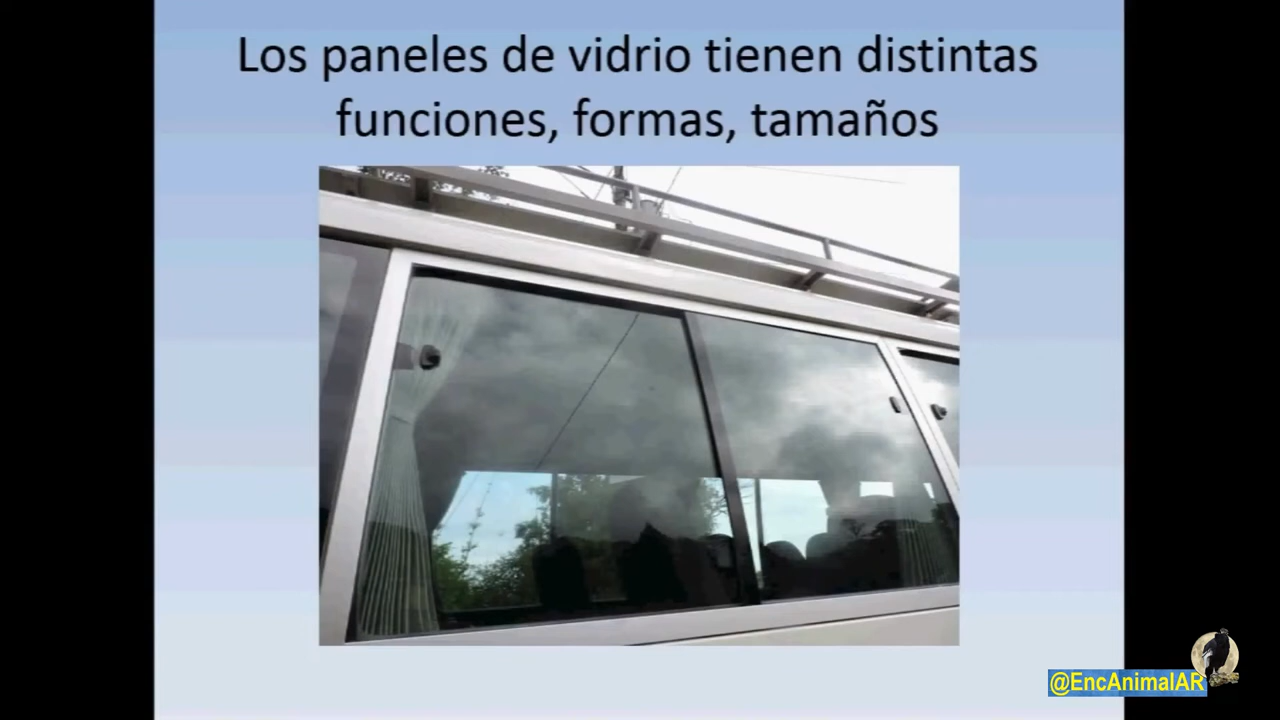 Los paneles de vidrio tienen distintas
funciones, formas, tamaños
@EncAnimalAR